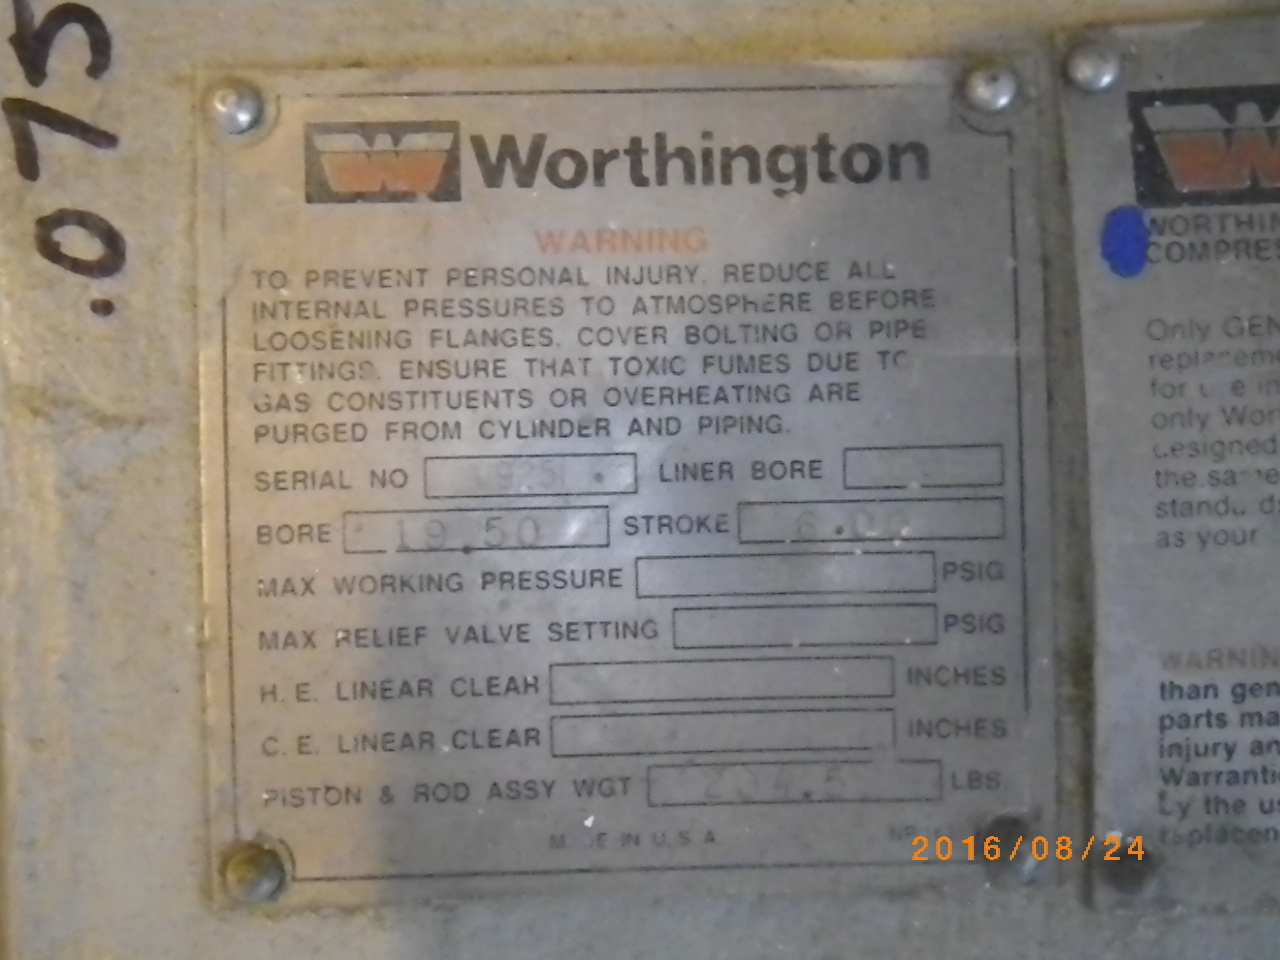 .075
Worthington
WARNING
TO PREVENT PERSONAL INJURY, REDUCE ALL
INTERNAL PRESSURES TO ATMOSPHERE BEFORE
LOOSENING FLANGES, COVER BOLTING OR PIPE
FITTINGS. ENSURE THAT TOXIC FUMES DUE TO
GAS CONSTITUENTS OR OVERHEATING ARE
PURGED FROM CYLINDER AND PIPING.
SERIAL NO LINER BORE
BORE 19.50 STROKE 6.00
MAX WORKING PRESSURE PSIG
MAX RELIEF VALVE SETTING PSIG
H.E. LINEAR CLEAR INCHES
C.E. LINEAR CLEAR INCHES
PISTON & ROD ASSY WGT 234.5 LBS.
MADE IN U.S.A.
2016/08/24
WORTHIN
COMPRES
Only GEN
replaceme
only Wor
designed
the same
as your
WARNIN
than gen
parts ma
injury an
Warranti
by the us
replacem